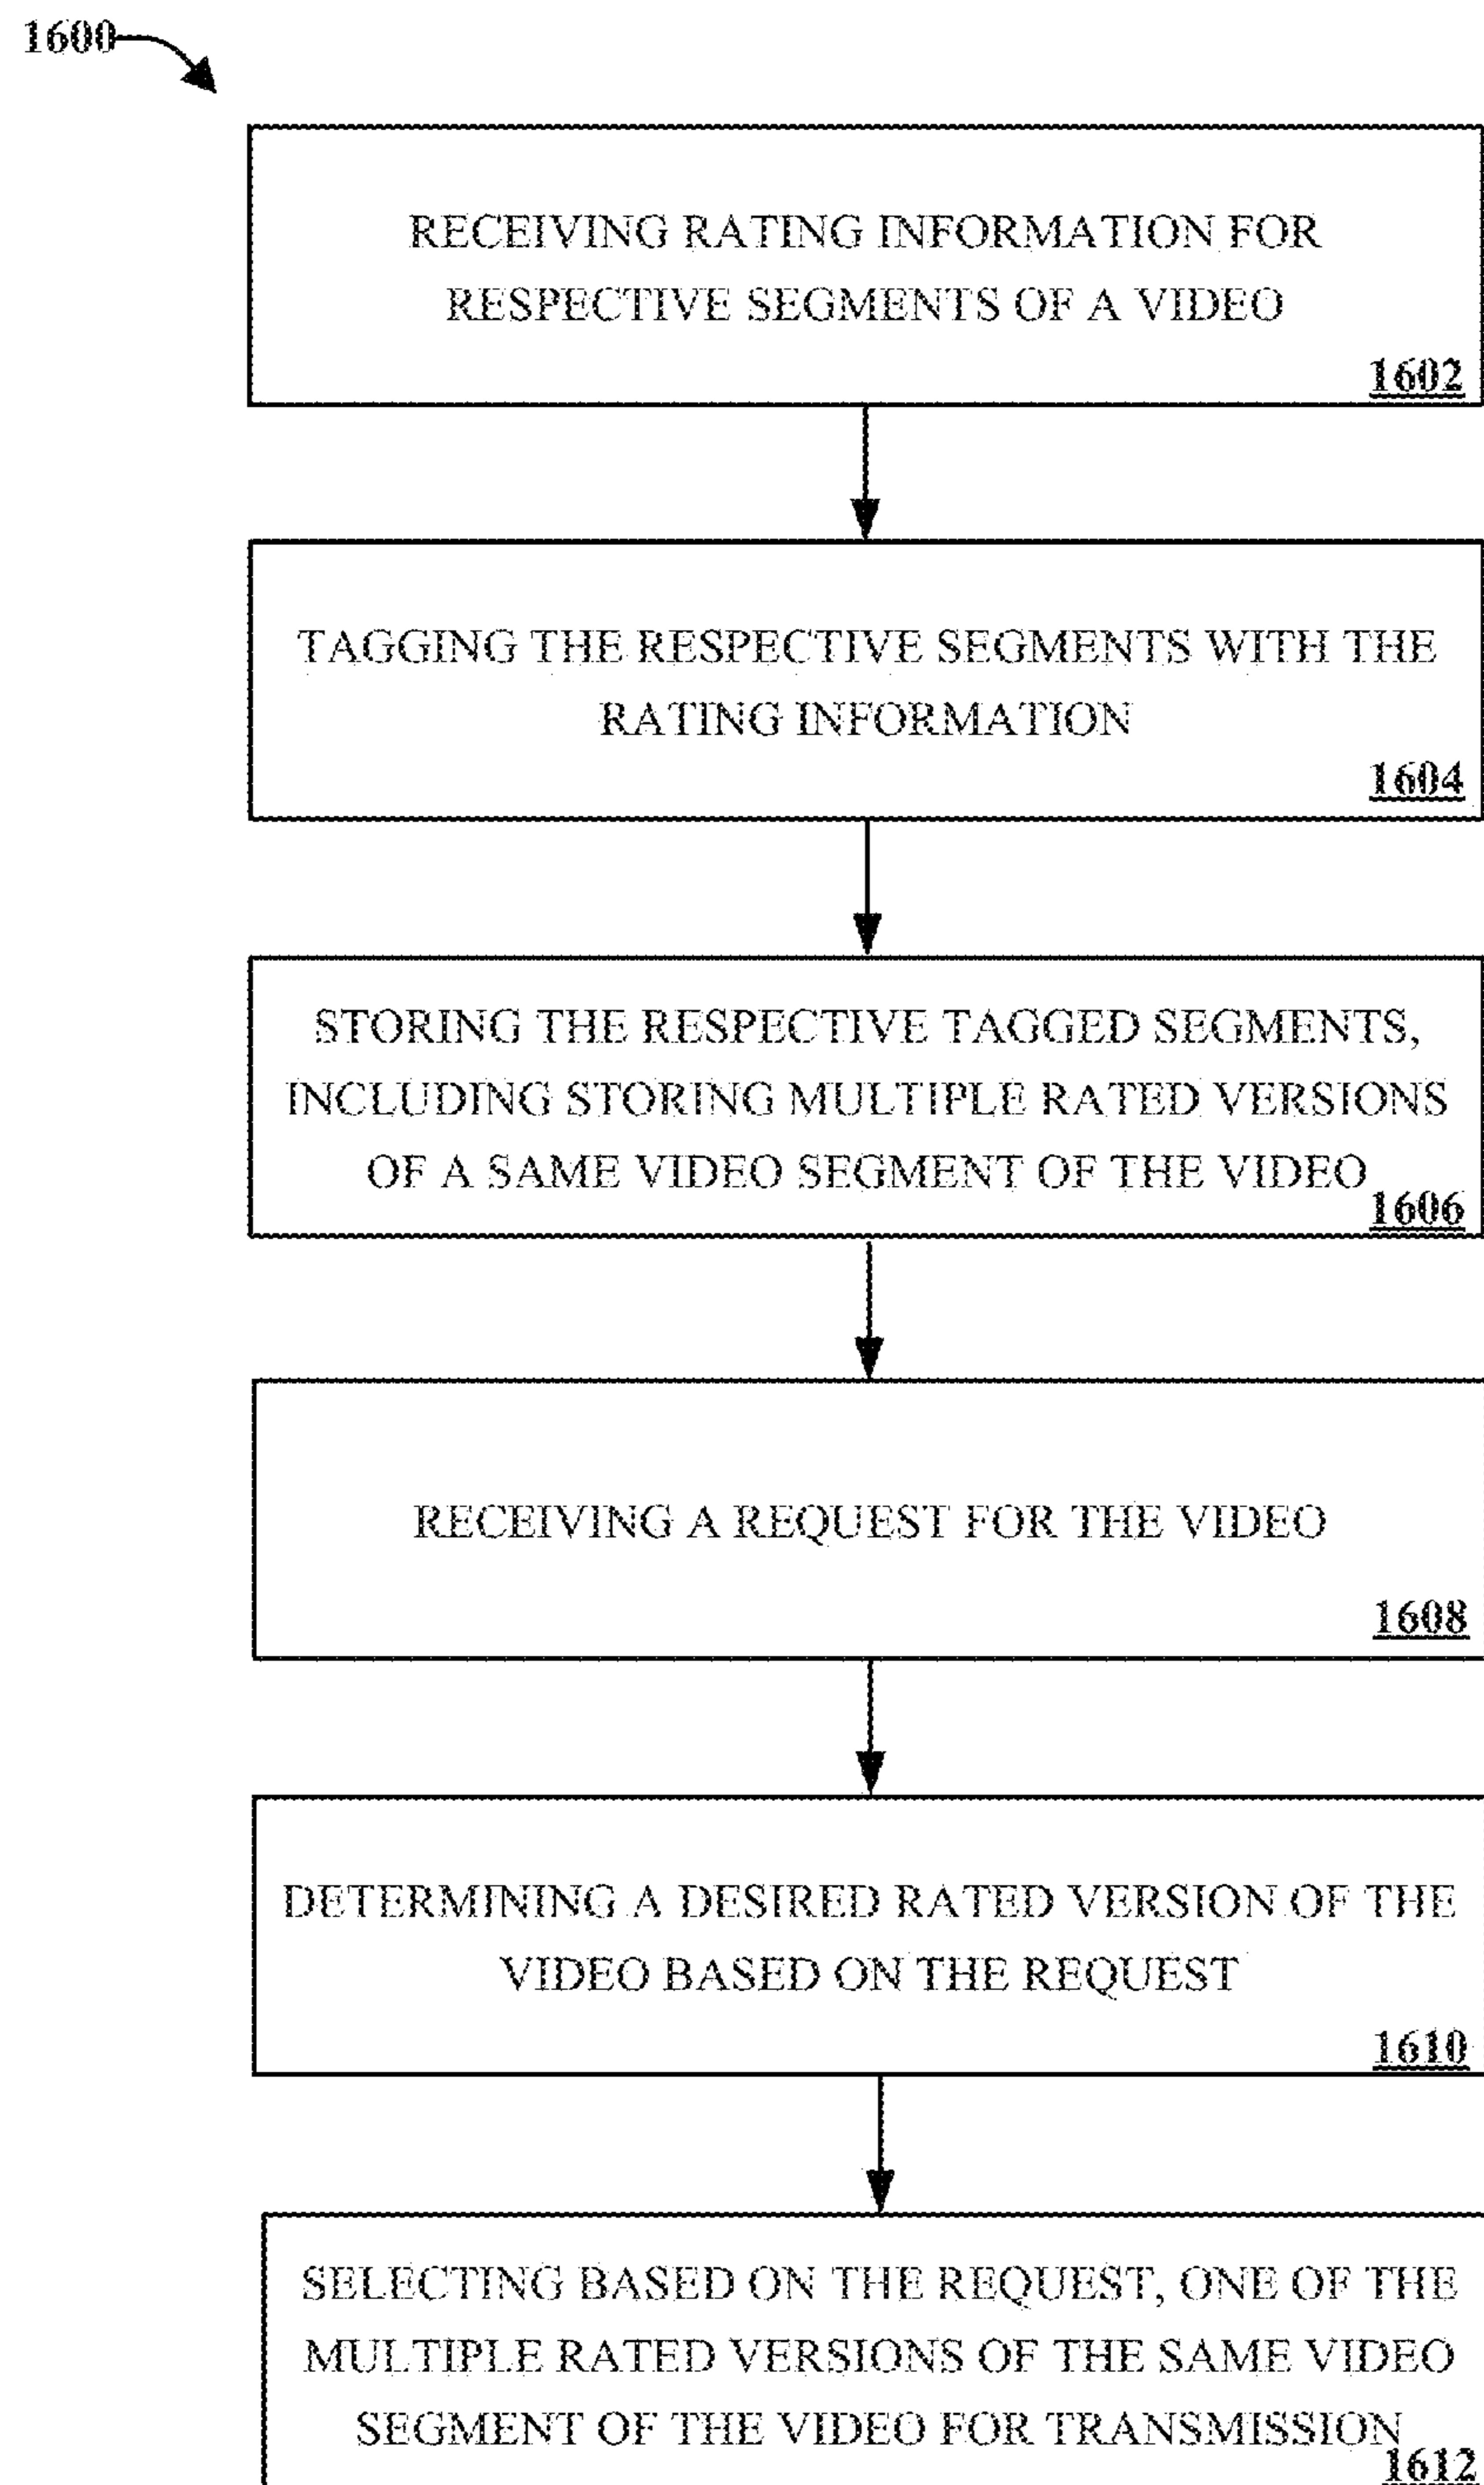 1600
RECEIVING RATING INFORMATION FOR
RESPECTIVE SEGMENTS OF A VIDEO
1602
TAGGING THE RESPECTIVE SEGMENTS WITH THE
RATING INFORMATION
1604
STORING THE RESPECTIVE TAGGED SEGMENTS,
INCLUDING STORING MULTIPLE RATED VERSIONS
OF A SAME VIDEO SEGMENT OF THE VIDEO
1606
RECEIVING A REQUEST FOR THE VIDEO
1608
DETERMINING A DESIRED RATED VERSION OF THE
VIDEO BASED ON THE REQUEST
1610
SELECTING BASED ON THE REQUEST, ONE OF THE
MULTIPLE RATED VERSIONS OF THE SAME VIDEO
SEGMENT OF THE VIDEO FOR TRANSMISSION
1612